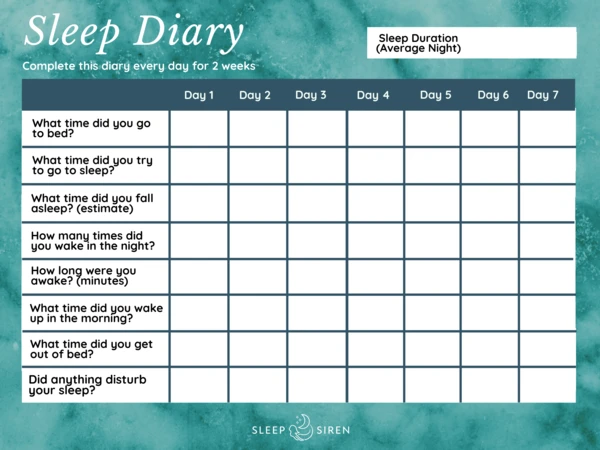 Sleep Diary
Complete this diary every day for 2 weeks
Sleep Duration
(Average Night)
Day 1 Day 2 Day 3 Day 4 Day 5 Day 6 Day 7
What time did you go
to bed?
What time did you try
to go to sleep?
What time did you fall
asleep? (estimate)
How many times did
you wake in the night?
How long were you
awake? (minutes)
What time did you wake
up in the morning?
What time did you get
out of bed?
Did anything disturb
your sleep?
SLEEP SIREN